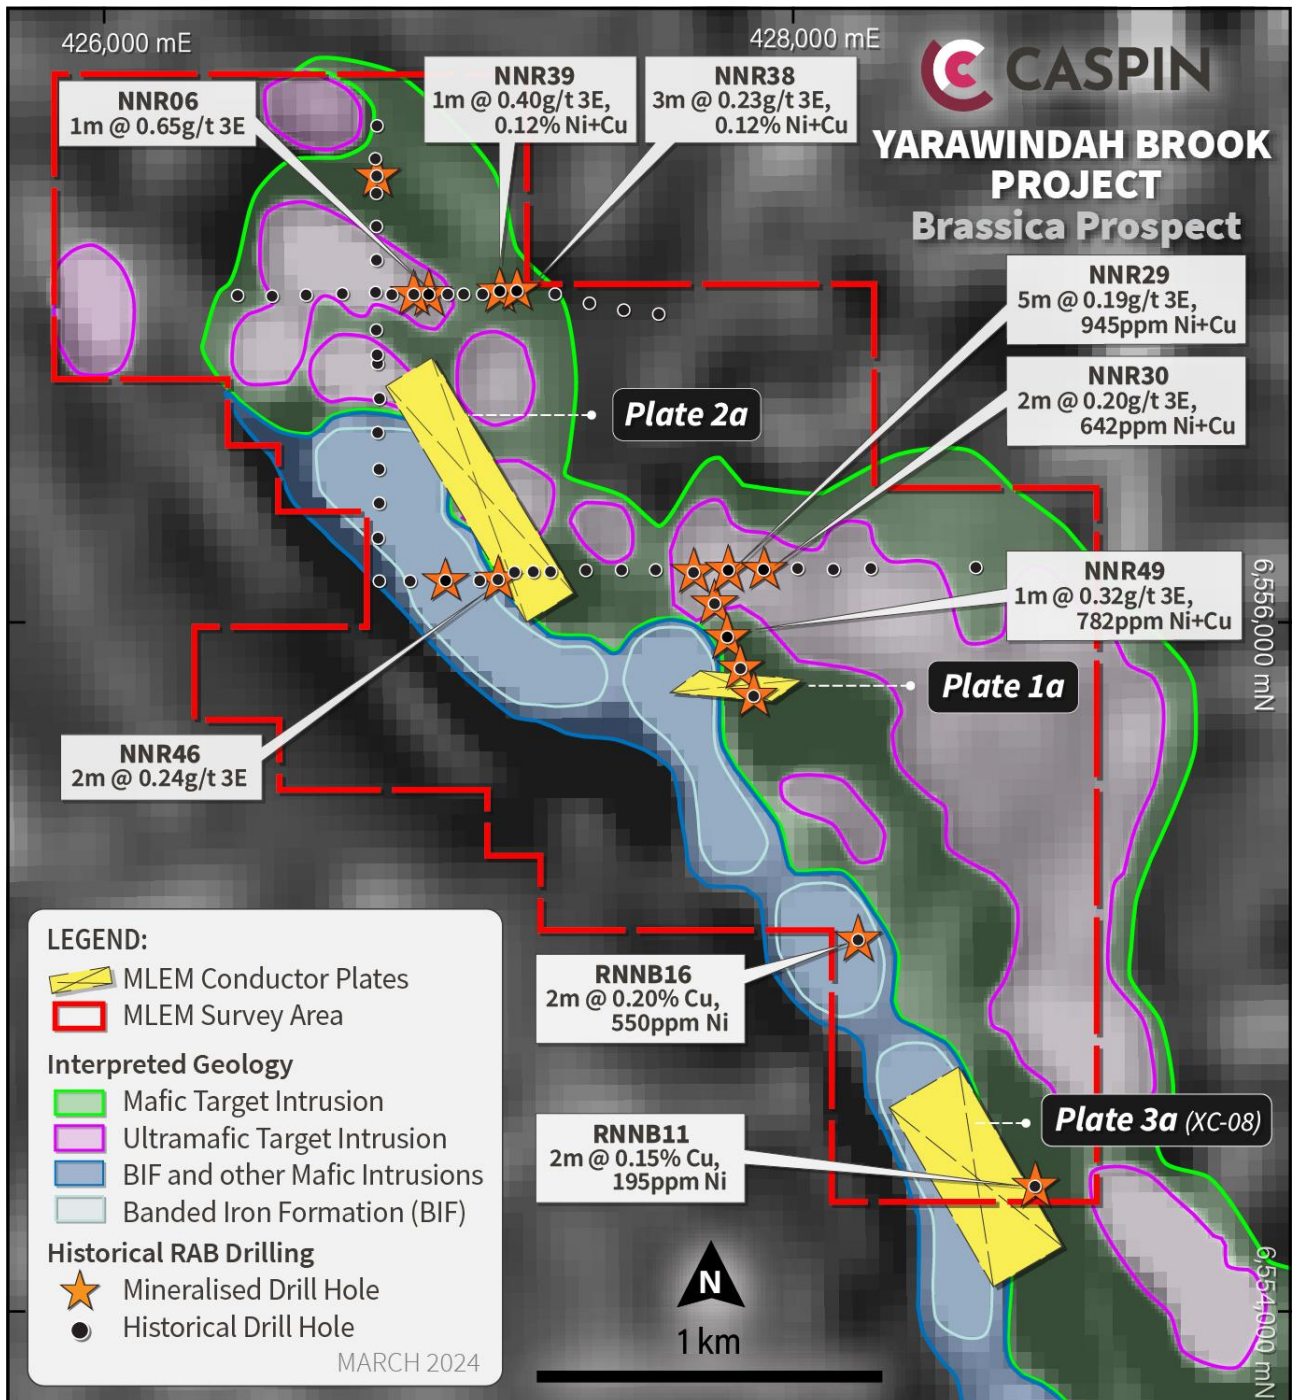 426,000 mE
428,000 mE
CASPIN
YARAWINDAH BROOK
PROJECT
Brassica Prospect
NNR06
1m @ 0.65g/t 3E
NNR39
1m @ 0.40g/t 3E,
0.12% Ni+Cu
NNR38
3m @ 0.23g/t 3E,
0.12% Ni+Cu
NNR29
5m @ 0.19g/t 3E,
945ppm Ni+Cu
NNR30
2m @ 0.20g/t 3E,
642ppm Ni+Cu
Plate 2a
NNR49
1m @ 0.32g/t 3E,
782ppm Ni+Cu
6,556,000 mN
Plate 1a
NNR46
2m @ 0.24g/t 3E
RNNB16
2m @ 0.20% Cu,
550ppm Ni
RNNB11
2m @ 0.15% Cu,
195ppm Ni
Plate 3a (XC-08)
6,554,000 mN
LEGEND:
MLEM Conductor Plates
MLEM Survey Area
Interpreted Geology
Mafic Target Intrusion
Ultramafic Target Intrusion
BIF and other Mafic Intrusions
Banded Iron Formation (BIF)
Historical RAB Drilling
Mineralised Drill Hole
Historical Drill Hole
MARCH 2024
N
1 km